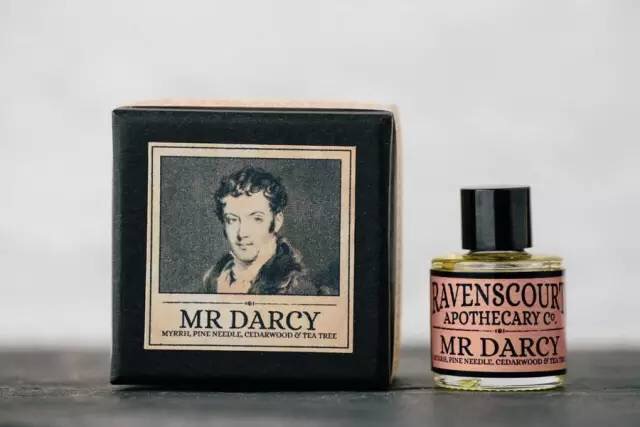 MR DARCY
MYRRH, PINE NEEDLE, CEDARWOOD & TEA TREE
RAVENSCOURT
APOTHECARY CO.
MR DARCY
MYRRH, PINE NEEDLE, CEDARWOOD & TEA TREE